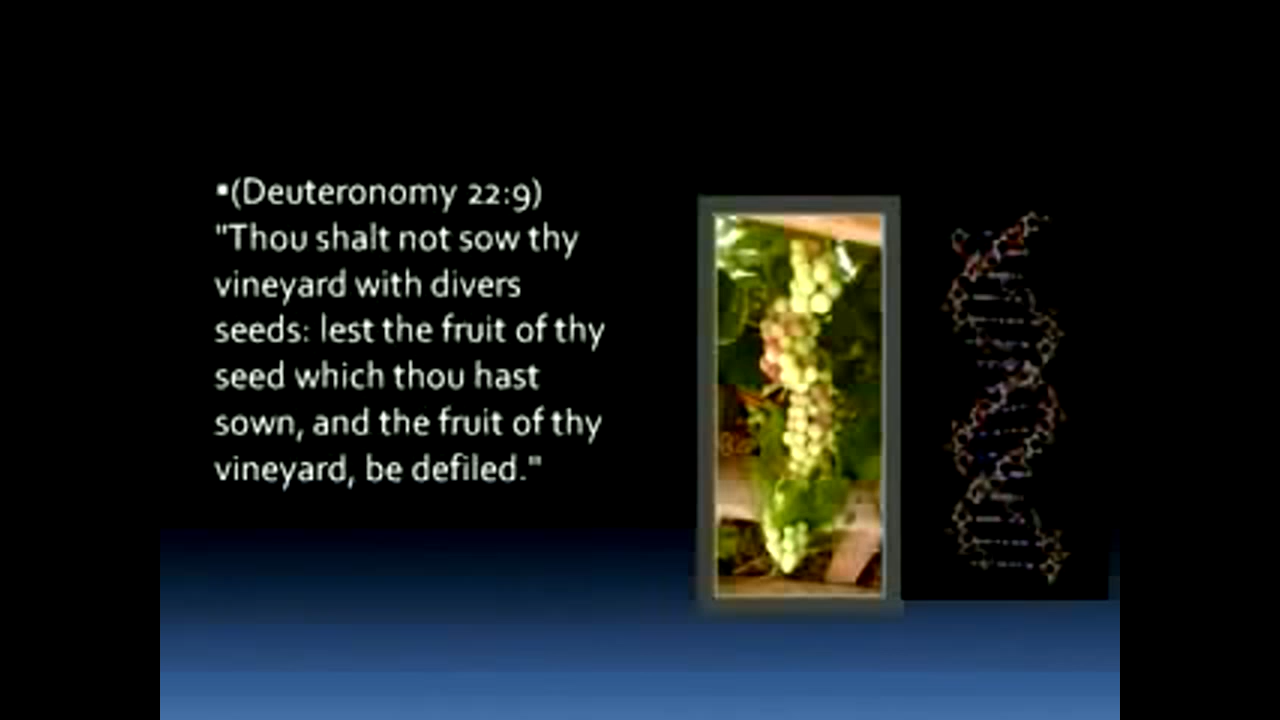 ▪(Deuteronomy 22:9)
"Thou shalt not sow thy
vineyard with divers
seeds: lest the fruit of thy
seed which thou hast
sown, and the fruit of thy
vineyard, be defiled."